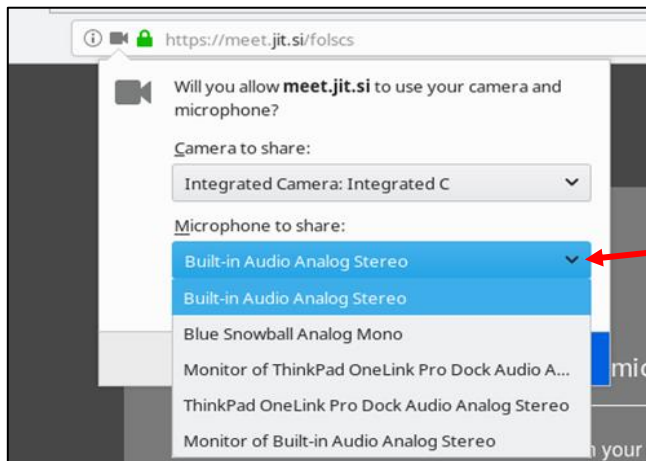 https://meet.jit.si/folscs
Will you allow meet.jit.si to use your camera and
microphone?
Camera to share:
Integrated Camera: Integrated C
Microphone to share:
Built-in Audio Analog Stereo
Built-in Audio Analog Stereo
Blue Snowball Analog Mono
Monitor of ThinkPad OneLink Pro Dock Audio A...
mic
ThinkPad OneLink Pro Dock Audio Analog Stereo
Monitor of Built-in Audio Analog Stereo
your